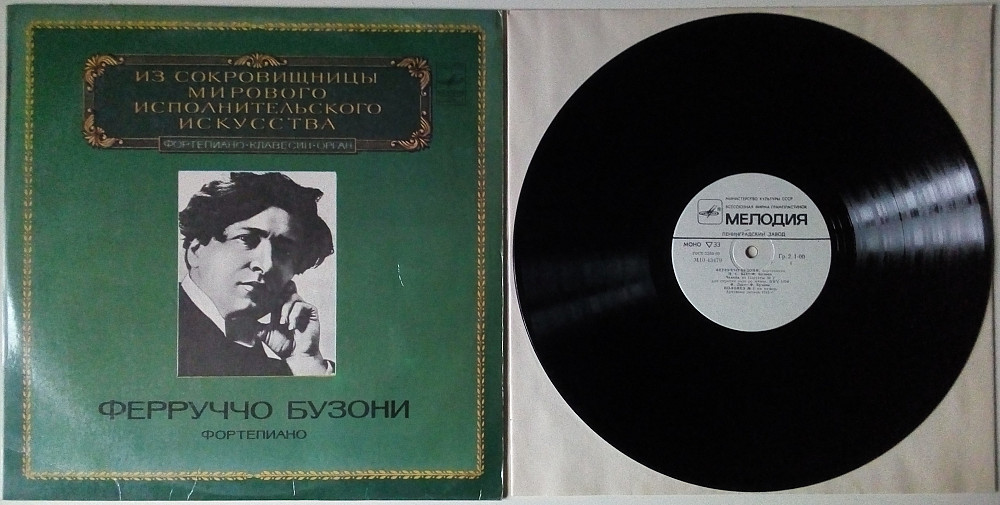 ИЗ СОКРОВИЩНИЦЫ
МИРОВОГО
ИСПОЛНИТЕЛЬСКОГО
ИСКУССТВА
ФОРТЕПИАНО·КЛАВЕСИН·ОРГАН
ФЕРРУЧЧО БУЗОНИ
ФОРТЕПИАНО
МИНИСТЕРСТВО КУЛЬТУРЫ СССР
ВСЕСОЮЗНАЯ ФИРМА ГРАМПЛАСТИНОК
МЕЛОДИЯ
ЛЕНИНГРАДСКИЙ ЗАВОД
МОНО 33
Гр.2.1-00